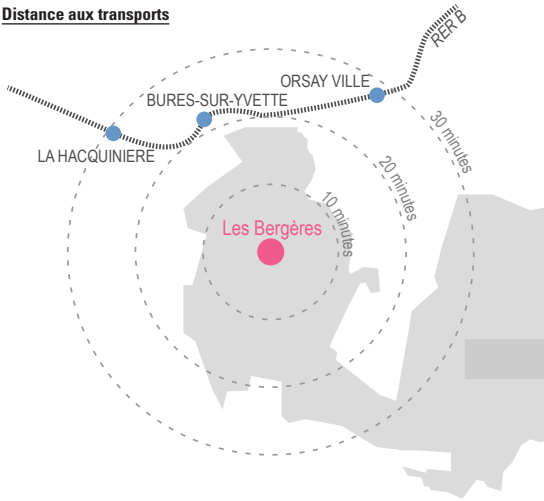 Distance aux transports
RER B
ORSAY VILLE
BURES-SUR-YVETTE
LA HACQUINIERE
30 minutes
20 minutes
10 minutes
Les Bergères